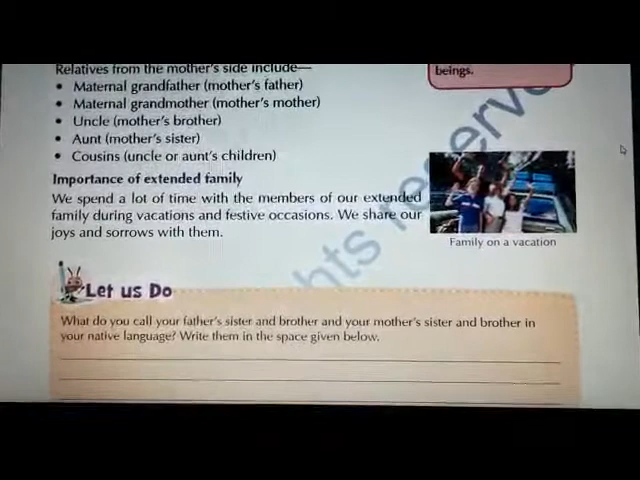 Relatives from the mother's side include—
beings.
• Maternal grandfather (mother's father)
• Maternal grandmother (mother's mother)
• Uncle (mother's brother)
• Aunt (mother's sister)
• Cousins (uncle or aunt's children)
Importance of extended family
We spend a lot of time with the members of our extended
family during vacations and festive occasions. We share our
joys and sorrows with them.
Family on a vacation
Let us Do
What do you call your father's sister and brother and your mother's sister and brother in
your native language? Write them in the space given below.